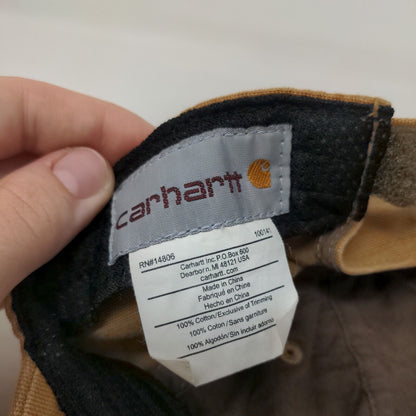 carhartt
RN#14806 100141
Carhartt Inc. P.O.Box 600
Dearborn, MI 48121 USA
carhartt.com
Made in China
Fabriqué en Chine
Hecho en China
100% Cotton/Exclusive of Trimming
100% Coton/Sans garniture
100% Algodón/Sin incluir adorno